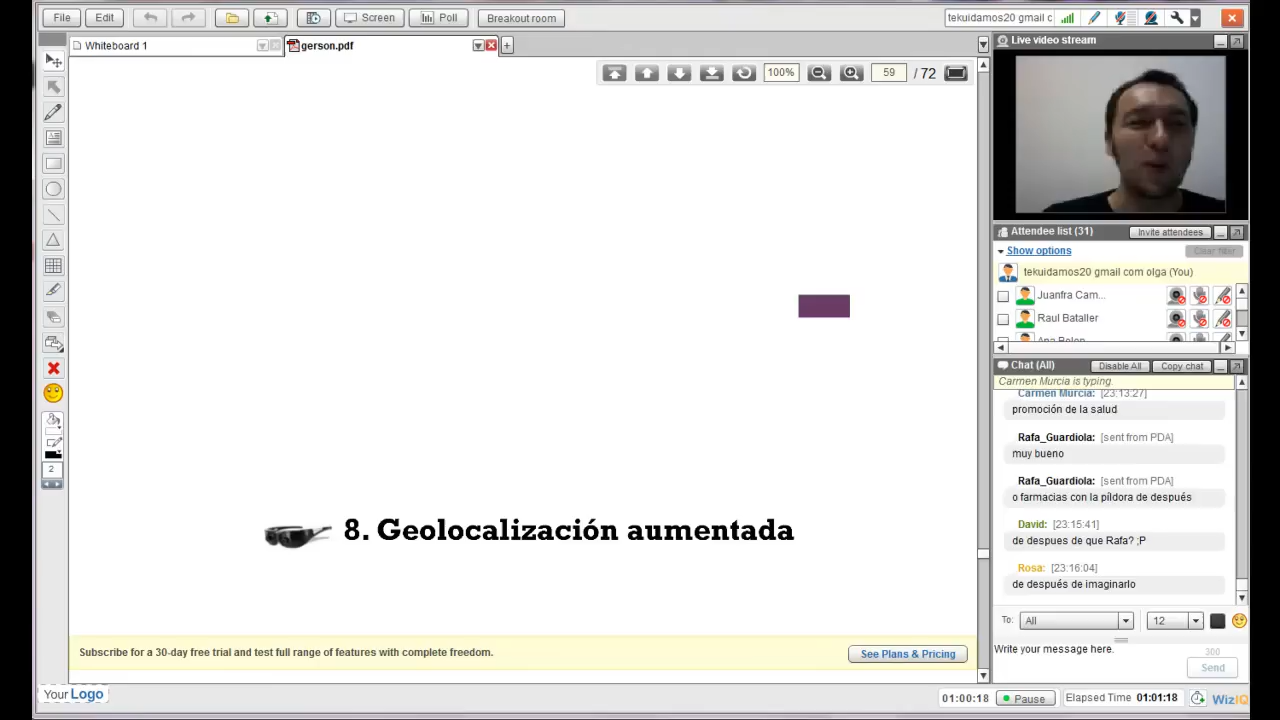 File Edit Screen Poll Breakout room tekuidamos20 gmail c
Whiteboard 1 gerson.pdf
100% 59 / 72
8. Geolocalización aumentada
2
Subscribe for a 30-day free trial and test full range of features with complete freedom. See Plans & Pricing
Your Logo
Live video stream
Attendee list (31) Invite attendees
Show options Clear filter
tekuidamos20 gmail com olga (You)
Juanfra Cam...
Raul Bataller
Ana Belen
Chat (All) Disable All Copy chat
Carmen Murcia is typing.
Carmen Murcia: [23:13:27]
promoción de la salud
Rafa_Guardiola: [sent from PDA]
muy bueno
Rafa_Guardiola: [sent from PDA]
o farmacias con la píldora de después
David: [23:15:41]
de despues de que Rafa? ;P
Rosa: [23:16:04]
de después de imaginarlo
To: All 12
Write your message here.
300
Send
01:00:18 Pause Elapsed Time 01:01:18 WizIQ